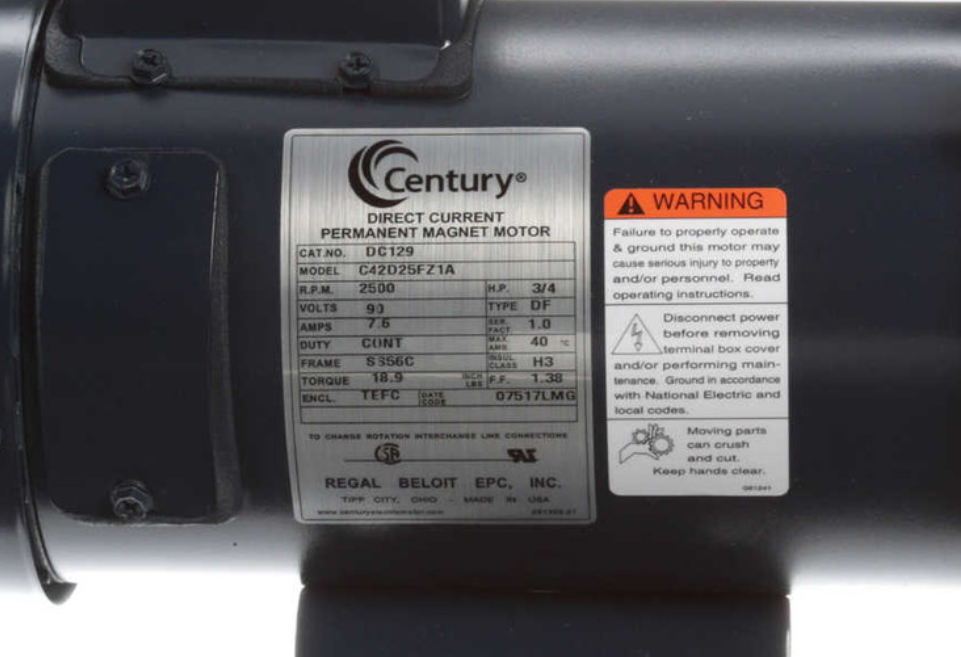 Century®
DIRECT CURRENT
PERMANENT MAGNET MOTOR
CAT.NO. DC129
MODEL C42D25FZ1A
R.P.M. 2500 H.P. 3/4
VOLTS 90 TYPE DF
AMPS 7.6 SER. FACT. 1.0
DUTY CONT MAX. AMB. 40 °C
FRAME SS56C INSUL CLASS H3
TORQUE 18.9 INCH LBS F.F. 1.38
ENCL. TEFC DATE CODE 07517LMG
TO CHANGE ROTATION INTERCHANGE LINE CONNECTIONS
REGAL BELOIT EPC, INC.
TIPP CITY, OHIO - MADE IN USA
WARNING
Failure to properly operate
& ground this motor may
cause serious injury to property
and/or personnel. Read
operating instructions.
Disconnect power
before removing
terminal box cover
and/or performing main-
tenance. Ground in accordance
with National Electric and
local codes.
Moving parts
can crush
and cut.
Keep hands clear.